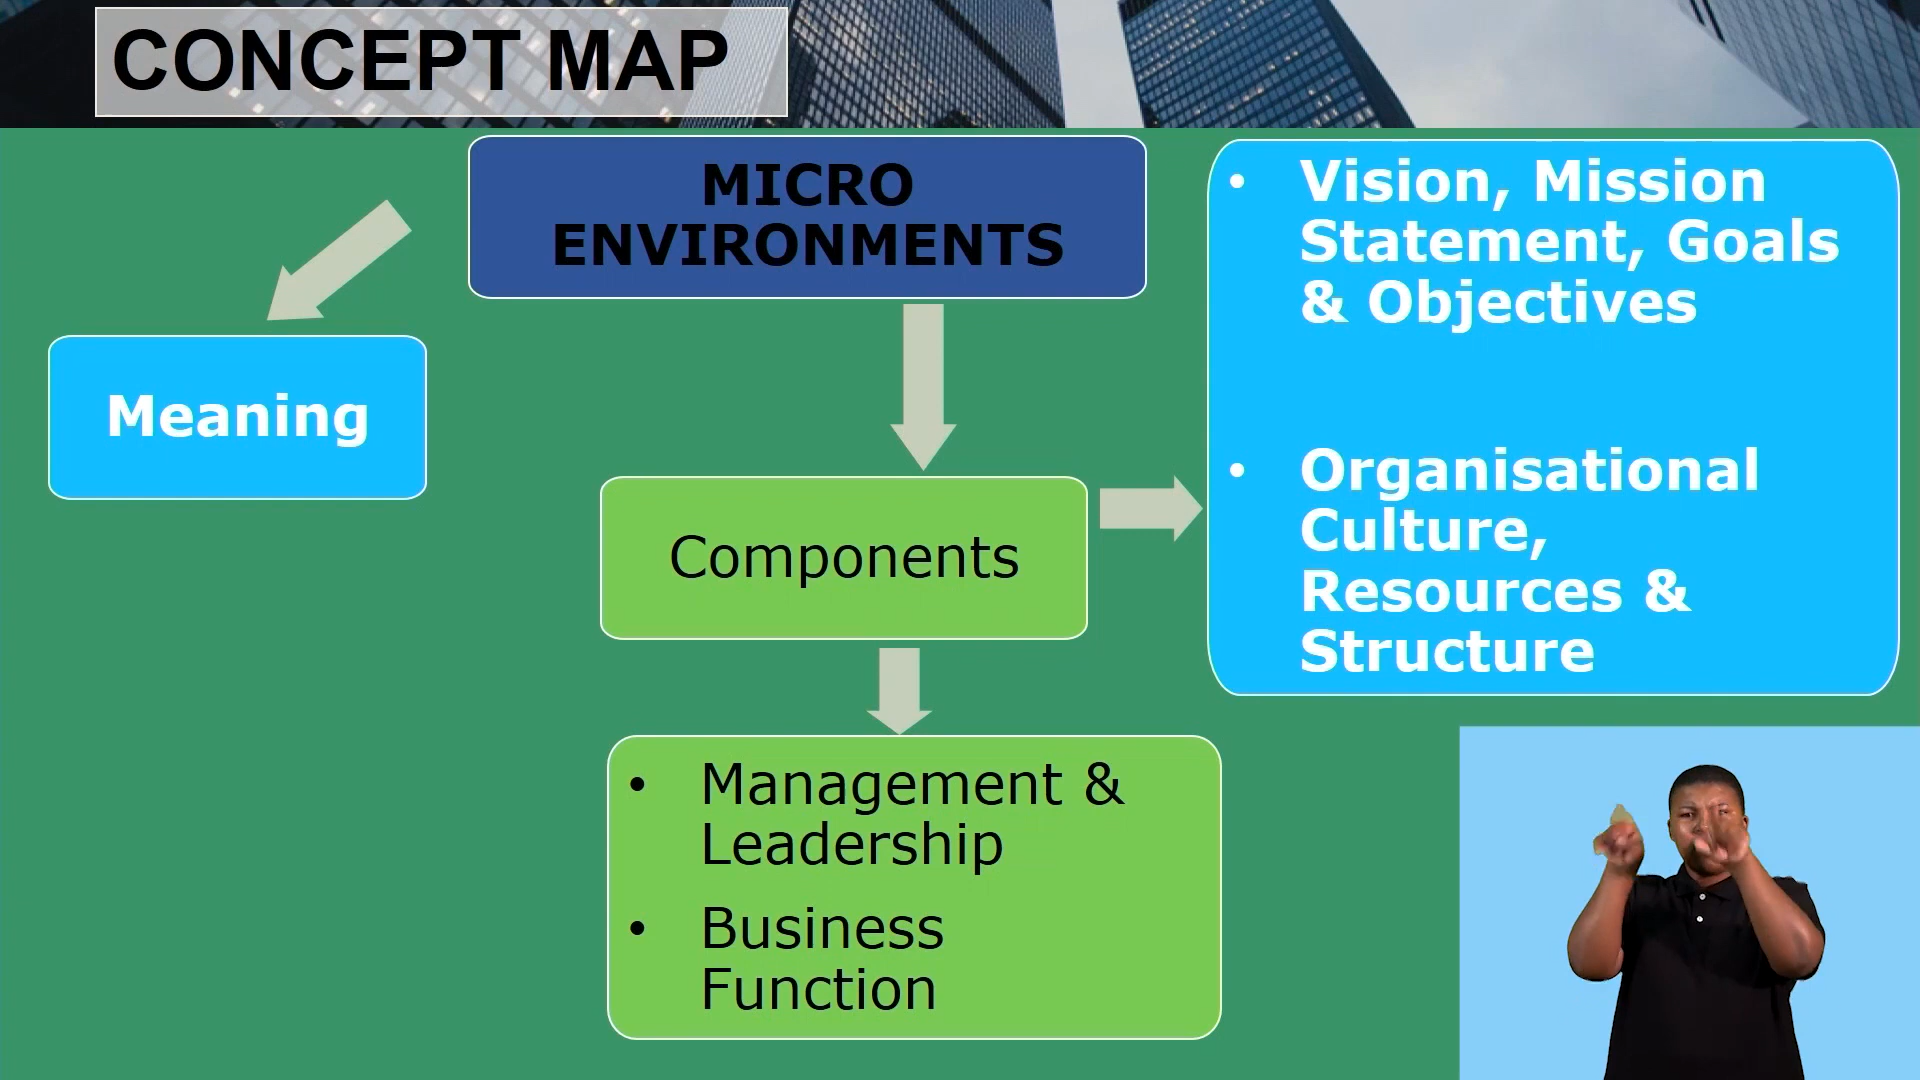 CONCEPT MAP
MICRO
ENVIRONMENTS
Meaning
Components
• Vision, Mission
Statement, Goals
& Objectives
• Organisational
Culture,
Resources &
Structure
• Management &
Leadership
• Business
Function